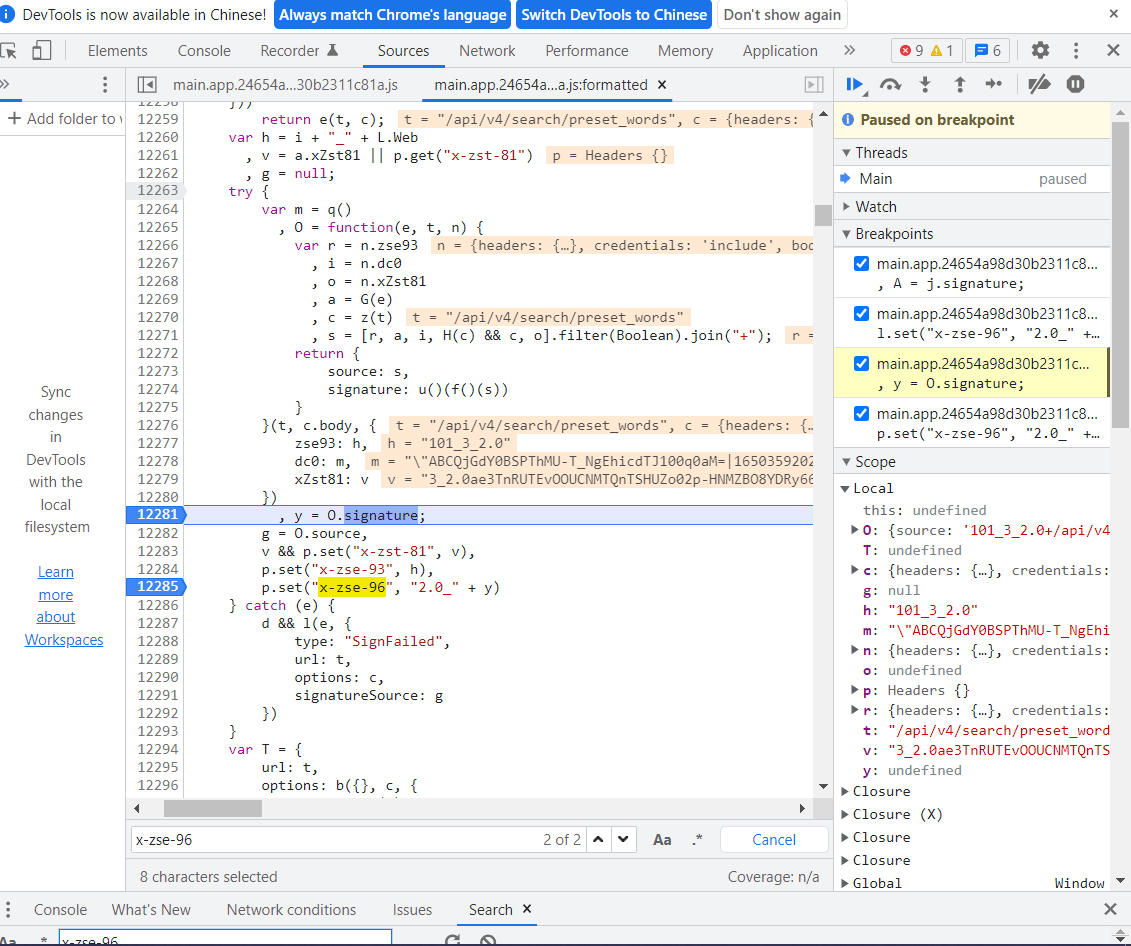 DevTools is now available in Chinese! Always match Chrome's language Switch DevTools to Chinese Don't show again ×
Elements Console Recorder Sources Network Performance Memory Application » 9 1 6
» main.app.24654a...30b2311c81a.js main.app.24654a...a.js:formatted ×
+ Add folder to
Sync
changes
in
DevTools
with the
local
filesystem
Learn
more
about
Workspaces
12258 }))
12259 return e(t, c); t = "/api/v4/search/preset_words", c = {headers: {
12260 var h = i + "_" + L.Web
12261 , v = a.xZst81 || p.get("x-zst-81") p = Headers {}
12262 , g = null;
12263 try {
12264 var m = q()
12265 , O = function(e, t, n) {
12266 var r = n.zse93 n = {headers: {…}, credentials: 'include', bod
12267 , i = n.dc0
12268 , o = n.xZst81
12269 , a = G(e)
12270 , c = z(t) t = "/api/v4/search/preset_words"
12271 , s = [r, a, i, H(c) && c, o].filter(Boolean).join("+"); r =
12272 return {
12273 source: s,
12274 signature: u()(f()(s))
12275 }
12276 }(t, c.body, { t = "/api/v4/search/preset_words", c = {headers: {…
12277 zse93: h, h = "101_3_2.0"
12278 dc0: m, m = "\"ABCQjGdY0BSPThMU-T_NgEhicdTJ100q0aM=|1650359202
12279 xZst81: v v = "3_2.0ae3TnRUTEvOOUCNMTQnTSHUZo02p-HNMZBO8YDRy66
12280 })
12281 , y = O.signature;
12282 g = O.source,
12283 v && p.set("x-zst-81", v),
12284 p.set("x-zse-93", h),
12285 p.set("x-zse-96", "2.0_" + y)
12286 } catch (e) {
12287 d && l(e, {
12288 type: "SignFailed",
12289 url: t,
12290 options: c,
12291 signatureSource: g
12292 })
12293 }
12294 var T = {
12295 url: t,
12296 options: b({}, c, {
x-zse-96 2 of 2 Aa .* Cancel
8 characters selected Coverage: n/a
Paused on breakpoint
Threads
Main paused
Watch
Breakpoints
main.app.24654a98d30b2311c8...
, A = j.signature;
main.app.24654a98d30b2311c8...
l.set("x-zse-96", "2.0_" +…
main.app.24654a98d30b2311c...
, y = O.signature;
main.app.24654a98d30b2311c8...
p.set("x-zse-96", "2.0_" +…
Scope
Local
this: undefined
O: {source: '101_3_2.0+/api/v4
T: undefined
c: {headers: {…}, credentials:
g: null
h: "101_3_2.0"
m: "\"ABCQjGdY0BSPThMU-T_NgEhi
n: {headers: {…}, credentials:
o: undefined
p: Headers {}
r: {headers: {…}, credentials:
t: "/api/v4/search/preset_word
v: "3_2.0ae3TnRUTEvOOUCNMTQnTS
y: undefined
Closure
Closure (X)
Closure
Closure
Global Window
Console What's New Network conditions Issues Search ×
Aa .* x-zse-96